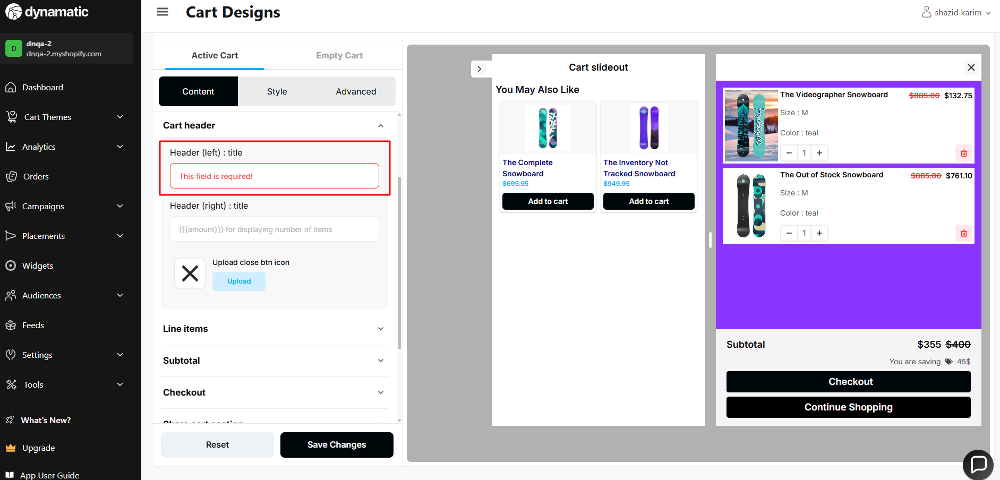 dynamatic
Cart Designs
shazid karim
D
dnqa-2
dnqa-2.myshopify.com
Dashboard
Cart Themes
Analytics
Orders
Campaigns
Placements
Widgets
Audiences
Feeds
Settings
Tools
What's New?
Upgrade
App User Guide
Active Cart
Empty Cart
Content
Style
Advanced
Cart header
Header (left) : title
This field is required!
Header (right) : title
({{amount}}) for displaying number of items
Upload close btn icon
Upload
Line items
Subtotal
Checkout
Share cart section
Reset
Save Changes
Cart slideout
You May Also Like
The Complete
Snowboard
$699.95
Add to cart
The Inventory Not
Tracked Snowboard
$949.95
Add to cart
The Videographer Snowboard
$885.00 $132.75
Size : M
Color : teal
− 1 +
Hydrogen
The Out of Stock Snowboard
$885.00 $761.10
Size : M
Color : teal
− 1 +
Subtotal
$355 $400
You are saving 45$
Checkout
Continue Shopping